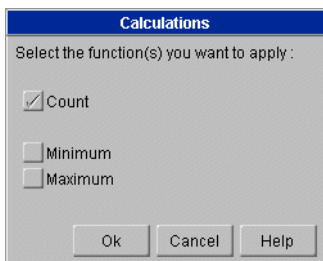 Calculations
Select the function(s) you want to apply :
Count
Minimum
Maximum
Ok Cancel Help